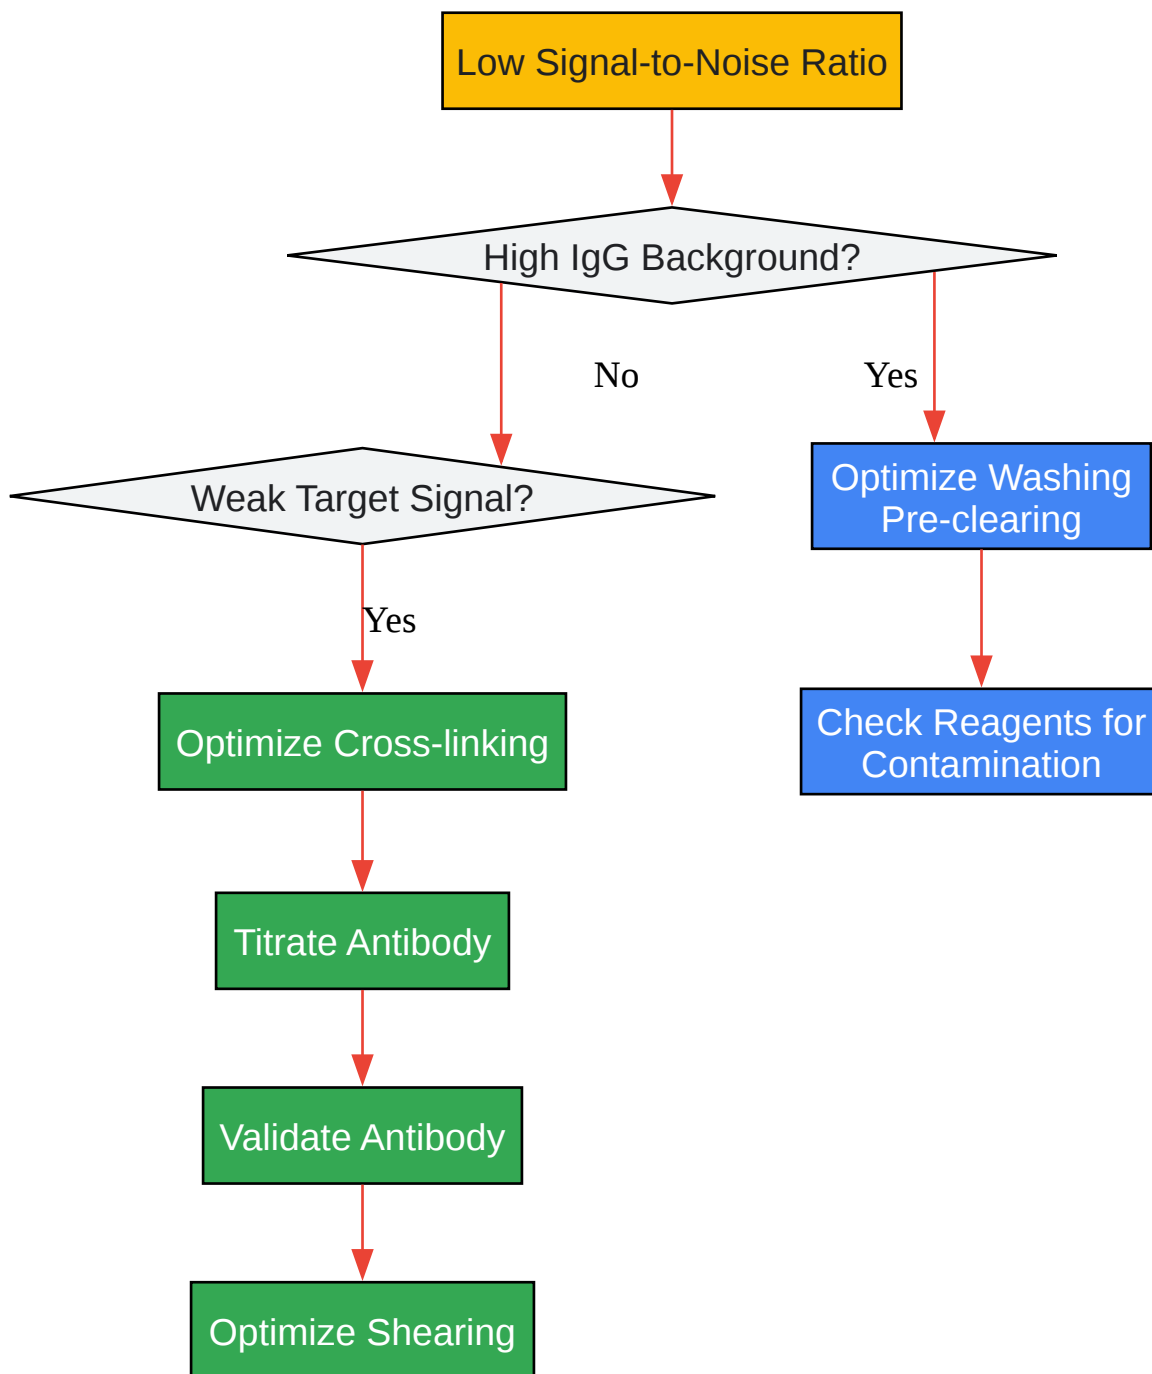 Low Signal-to-Noise Ratio
High IgG Background?
No
Yes
Weak Target Signal?
Optimize Washing
Pre-clearing
Yes
Optimize Cross-linking
Check Reagents for
Contamination
Titrate Antibody
Validate Antibody
Optimize Shearing